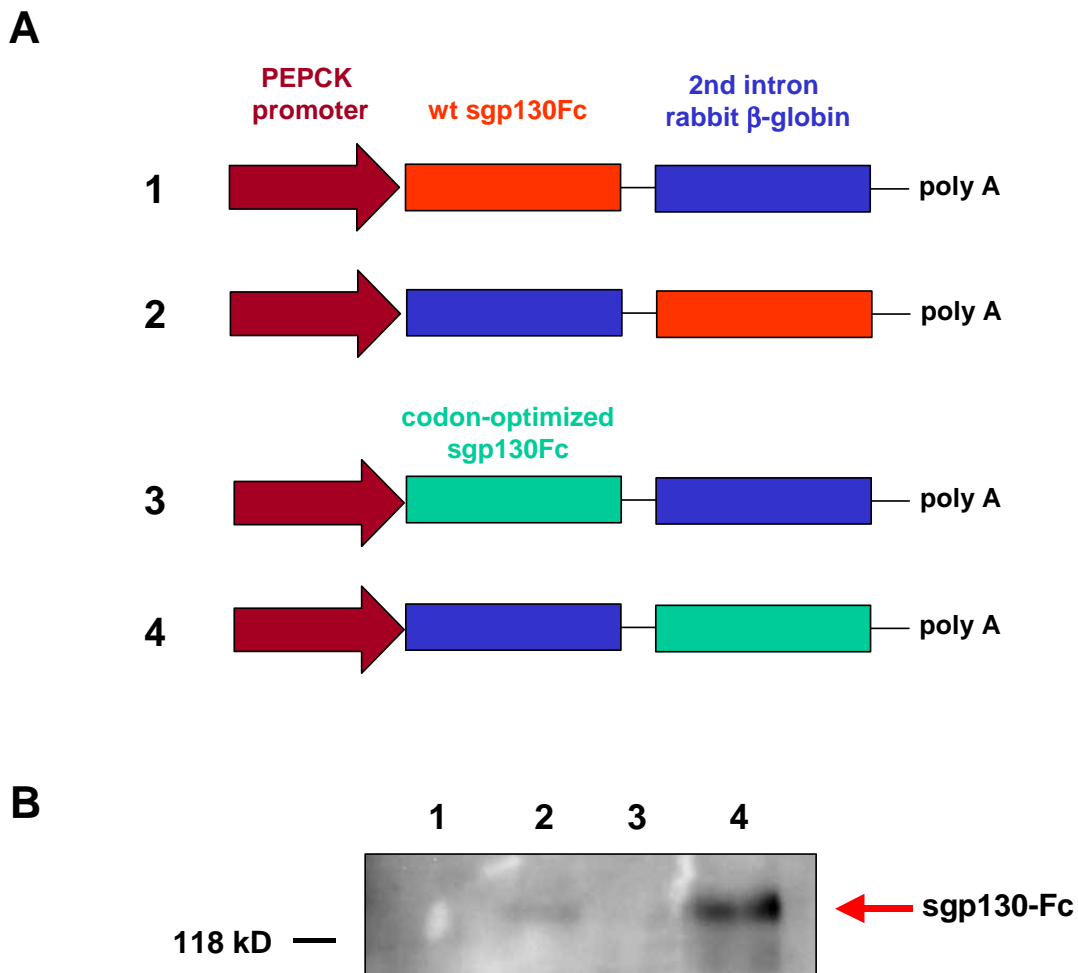 A
PEPCK
promoter
wt sgp130Fc
2nd intron
rabbit β-globin
1
poly A
2
poly A
codon-optimized
sgp130Fc
3
poly A
4
poly A
B
1 2 3 4
sgp130-Fc
118 kD